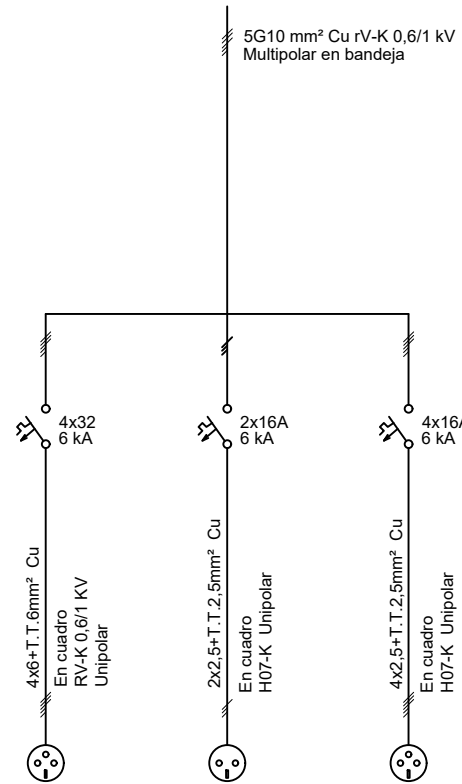 5G10 mm² Cu rV-K 0,6/1 kV
Multipolar en bandeja
4x32
6 kA
2x16A
6 kA
4x16A
6 kA
4x6+T.T.6mm² Cu
En cuadro
RV-K 0,6/1 KV
Unipolar
2x2,5+T.T.2,5mm² Cu
En cuadro
H07-K Unipolar
4x2,5+T.T.2,5mm² Cu
En cuadro
H07-K Unipolar